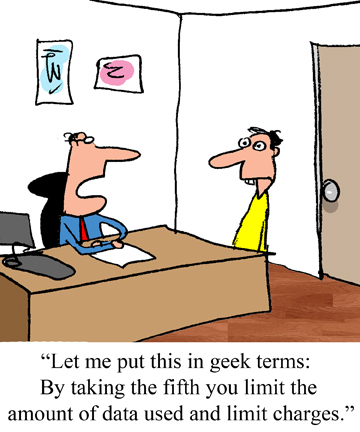 “Let me put this in geek terms:
By taking the fifth you limit the
amount of data used and limit charges.”